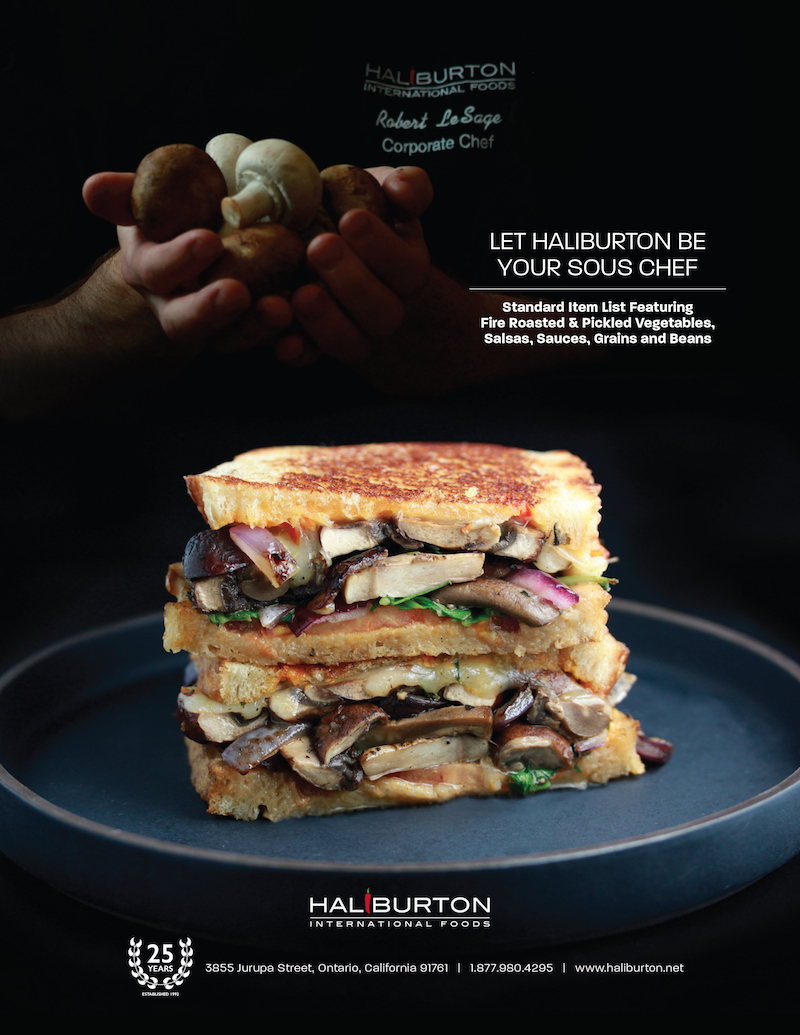 HALIBURTON
INTERNATIONAL FOODS
Robert LeSage
Corporate Chef
LET HALIBURTON BE
YOUR SOUS CHEF
Standard Item List Featuring
Fire Roasted & Pickled Vegetables,
Salsas, Sauces, Grains and Beans
HALIBURTON
INTERNATIONAL FOODS
25
YEARS
ESTABLISHED 1992
3855 Jurupa Street, Ontario, California 91761 | 1.877.980.4295 | www.haliburton.net